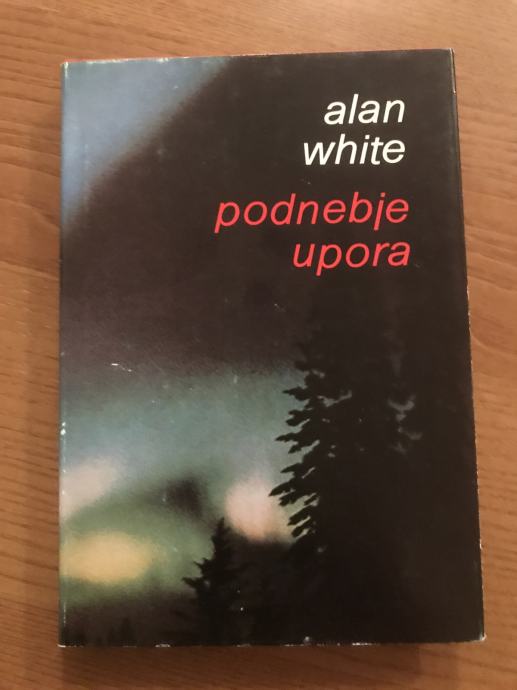 alan
white
podnebje
upora